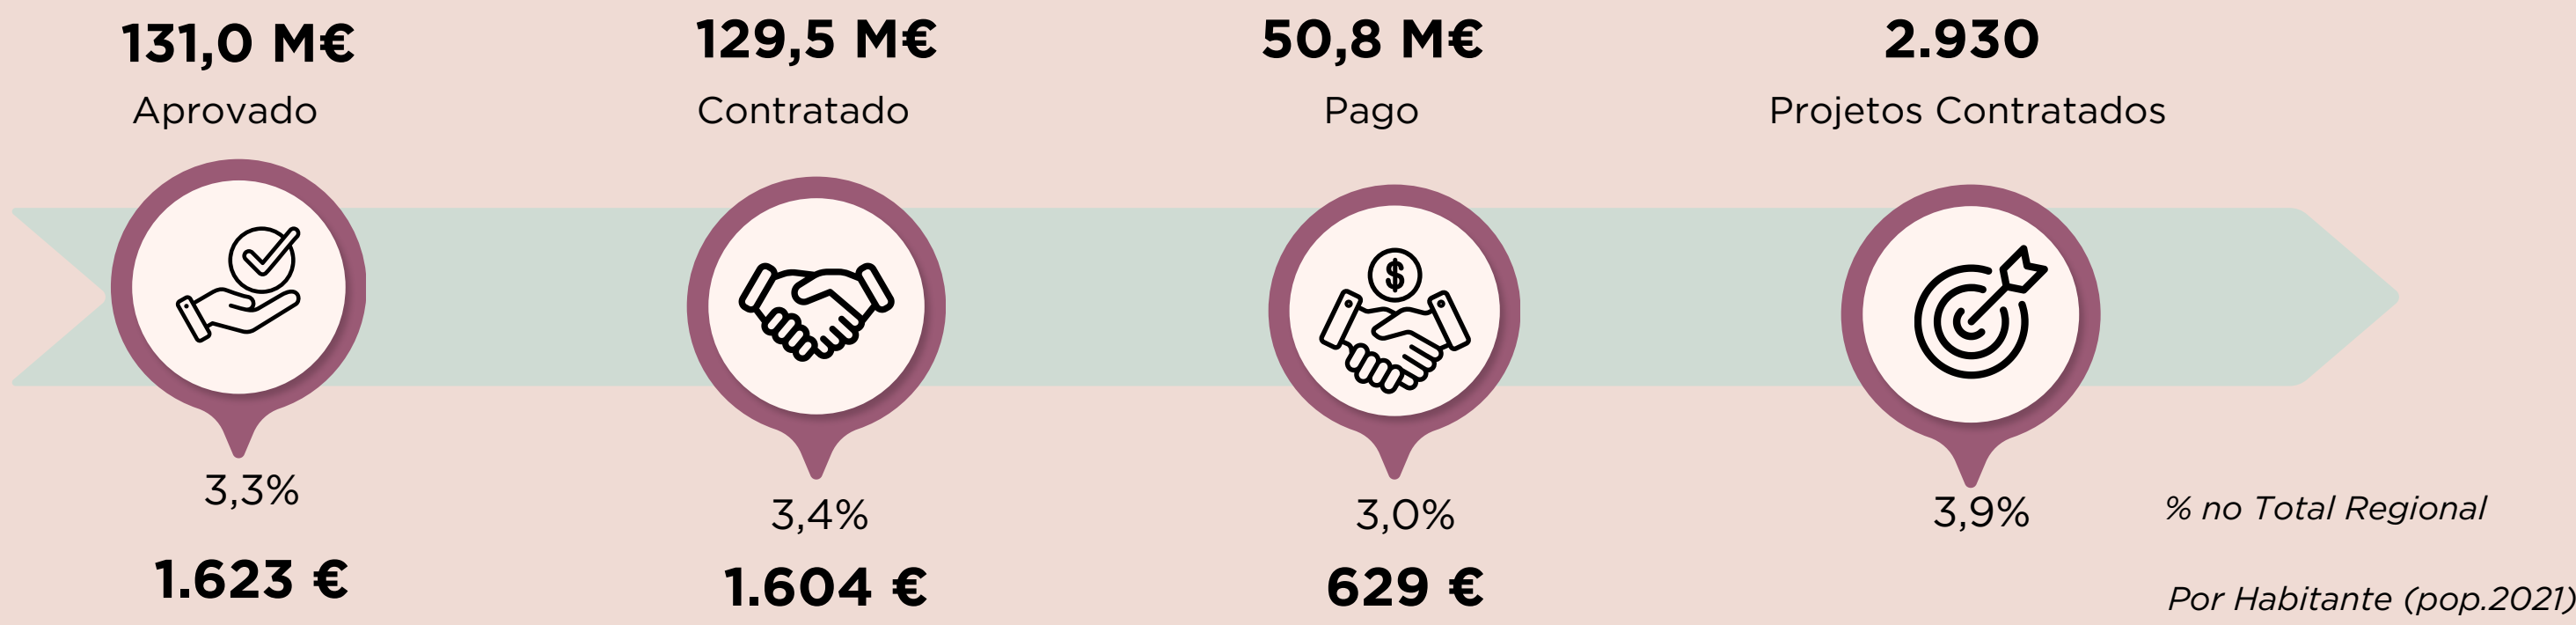 131,0 M€
129,5 M€
50,8 M€
2.930
Aprovado
Contratado
Pago
Projetos Contratados
$
3,3%
3,4%
3,0%
3,9%
% no Total Regional
1.623 €
1.604 €
629 €
Por Habitante (pop.2021)